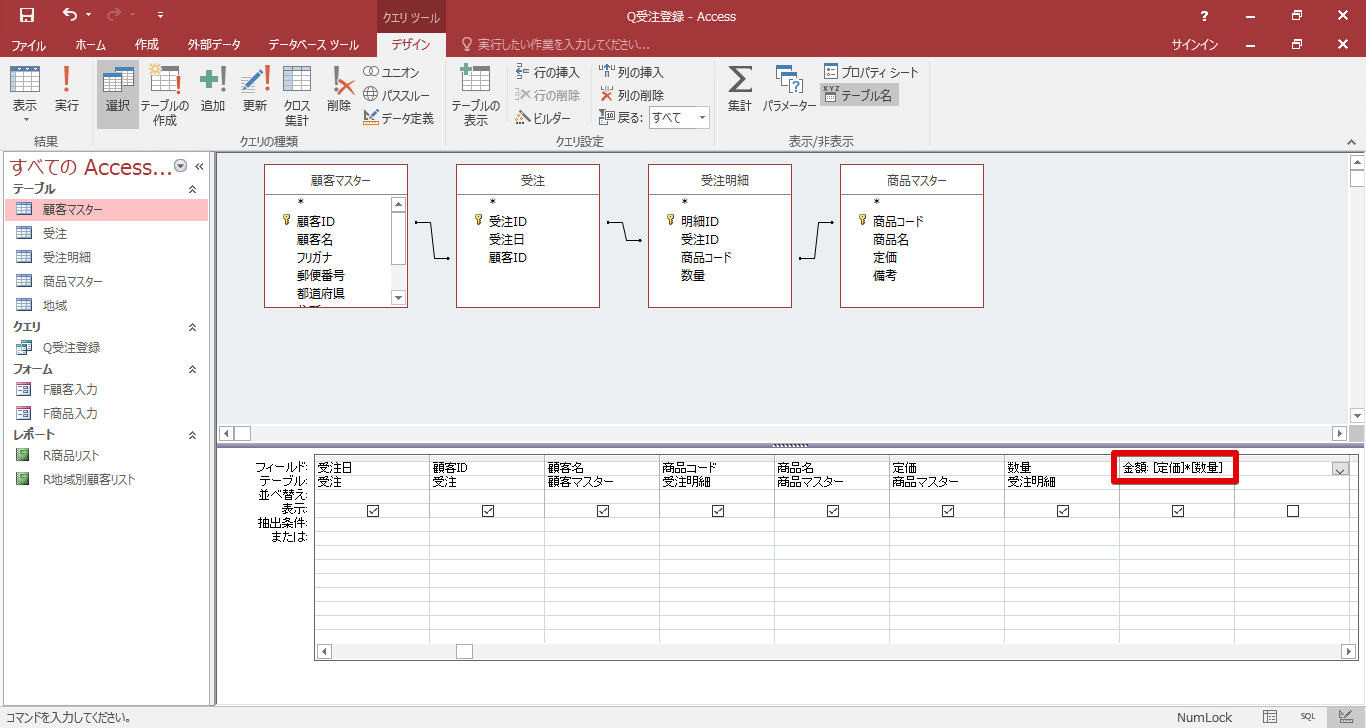 クエリ ツール
Q受注登録 - Access
?
ファイル
ホーム
作成
外部データ
データベース ツール
デザイン
実行したい作業を入力してください...
サインイン
表示
実行
選択
テーブルの
作成
追加
更新
クロス
集計
削除
ユニオン
パススルー
データ定義
テーブルの
表示
行の挿入
行の削除
ビルダー
列の挿入
列の削除
戻る: すべて
集計
パラメーター
プロパティ シート
XYZ テーブル名
結果
クエリの種類
クエリ設定
表示/非表示
すべての Access... «
テーブル
顧客マスター
受注
受注明細
商品マスター
地域
クエリ
Q受注登録
フォーム
F顧客入力
F商品入力
レポート
R商品リスト
R地域別顧客リスト
顧客マスター
*
顧客ID
顧客名
フリガナ
郵便番号
都道府県
受注
*
受注ID
受注日
顧客ID
受注明細
*
明細ID
受注ID
商品コード
数量
商品マスター
*
商品コード
商品名
定価
備考
フィールド: 受注日 顧客ID 顧客名 商品コード 商品名 定価 数量 金額: [定価]*[数量]
テーブル: 受注 受注 顧客マスター 受注明細 商品マスター 商品マスター 受注明細
並べ替え:
表示:
抽出条件:
または:
コマンドを入力してください。
NumLock
SQL